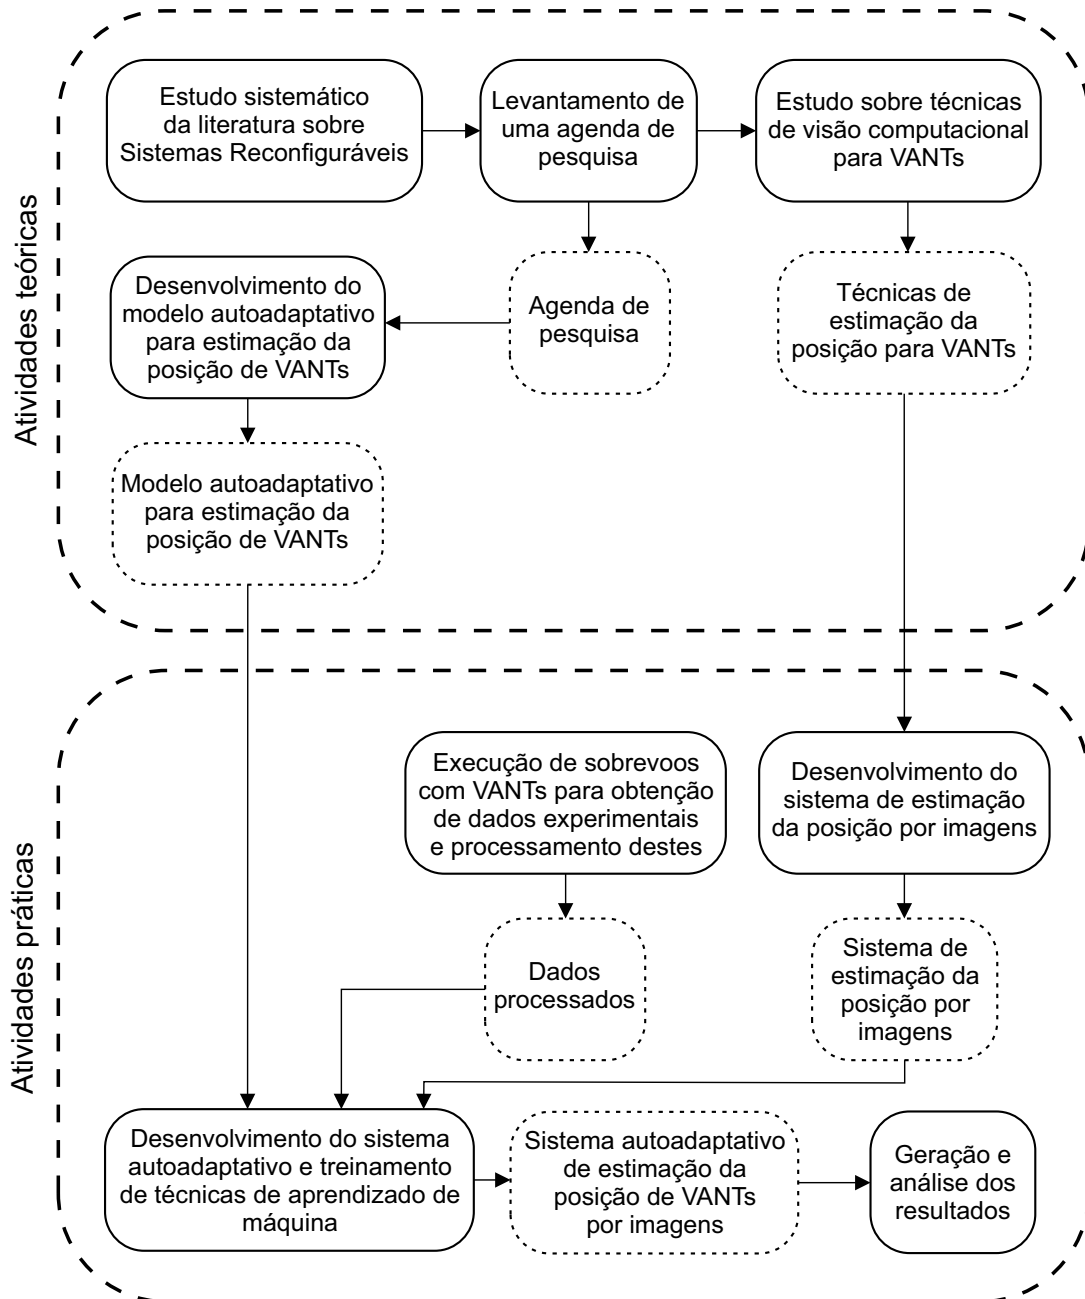 Atividades teóricas
Estudo sistemático
da literatura sobre
Sistemas Reconfiguráveis
Levantamento de
uma agenda de
pesquisa
Estudo sobre técnicas
de visão computacional
para VANTs
Desenvolvimento do
modelo autoadaptativo
para estimação da
posição de VANTs
Agenda de
pesquisa
Técnicas de
estimação da
posição para VANTs
Modelo autoadaptativo
para estimação da
posição de VANTs
Atividades práticas
Execução de sobrevoos
com VANTs para obtenção
de dados experimentais
e processamento destes
Desenvolvimento do
sistema de estimação
da posição por imagens
Dados
processados
Sistema de
estimação da
posição por
imagens
Desenvolvimento do sistema
autoadaptativo e treinamento
de técnicas de aprendizado de
máquina
Sistema autoadaptativo
de estimação da
posição de VANTs
por imagens
Geração e
análise dos
resultados